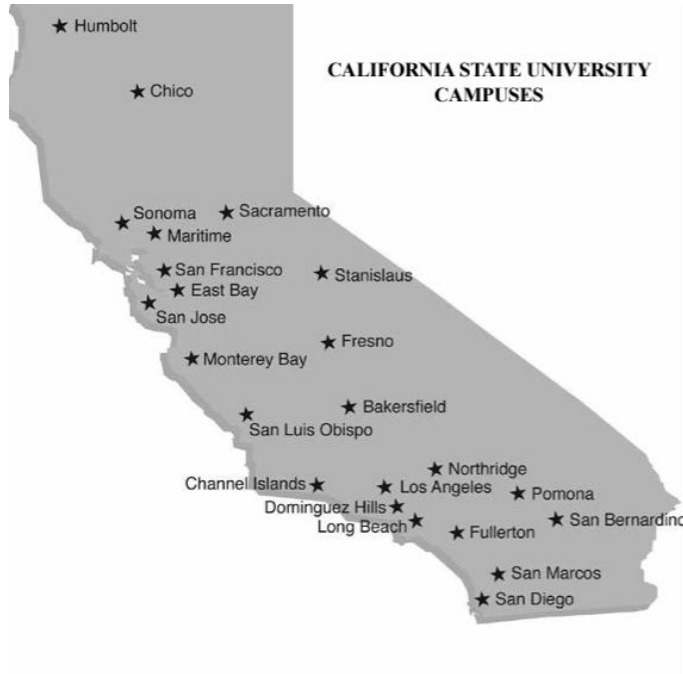 Humbolt
CALIFORNIA STATE UNIVERSITY
CAMPUSES
Chico
Sonoma
Sacramento
Maritime
San Francisco
Stanislaus
East Bay
San Jose
Fresno
Monterey Bay
Bakersfield
San Luis Obispo
Northridge
Channel Islands
Los Angeles
Pomona
Dominguez Hills
Long Beach
San Bernardino
Fullerton
San Marcos
San Diego